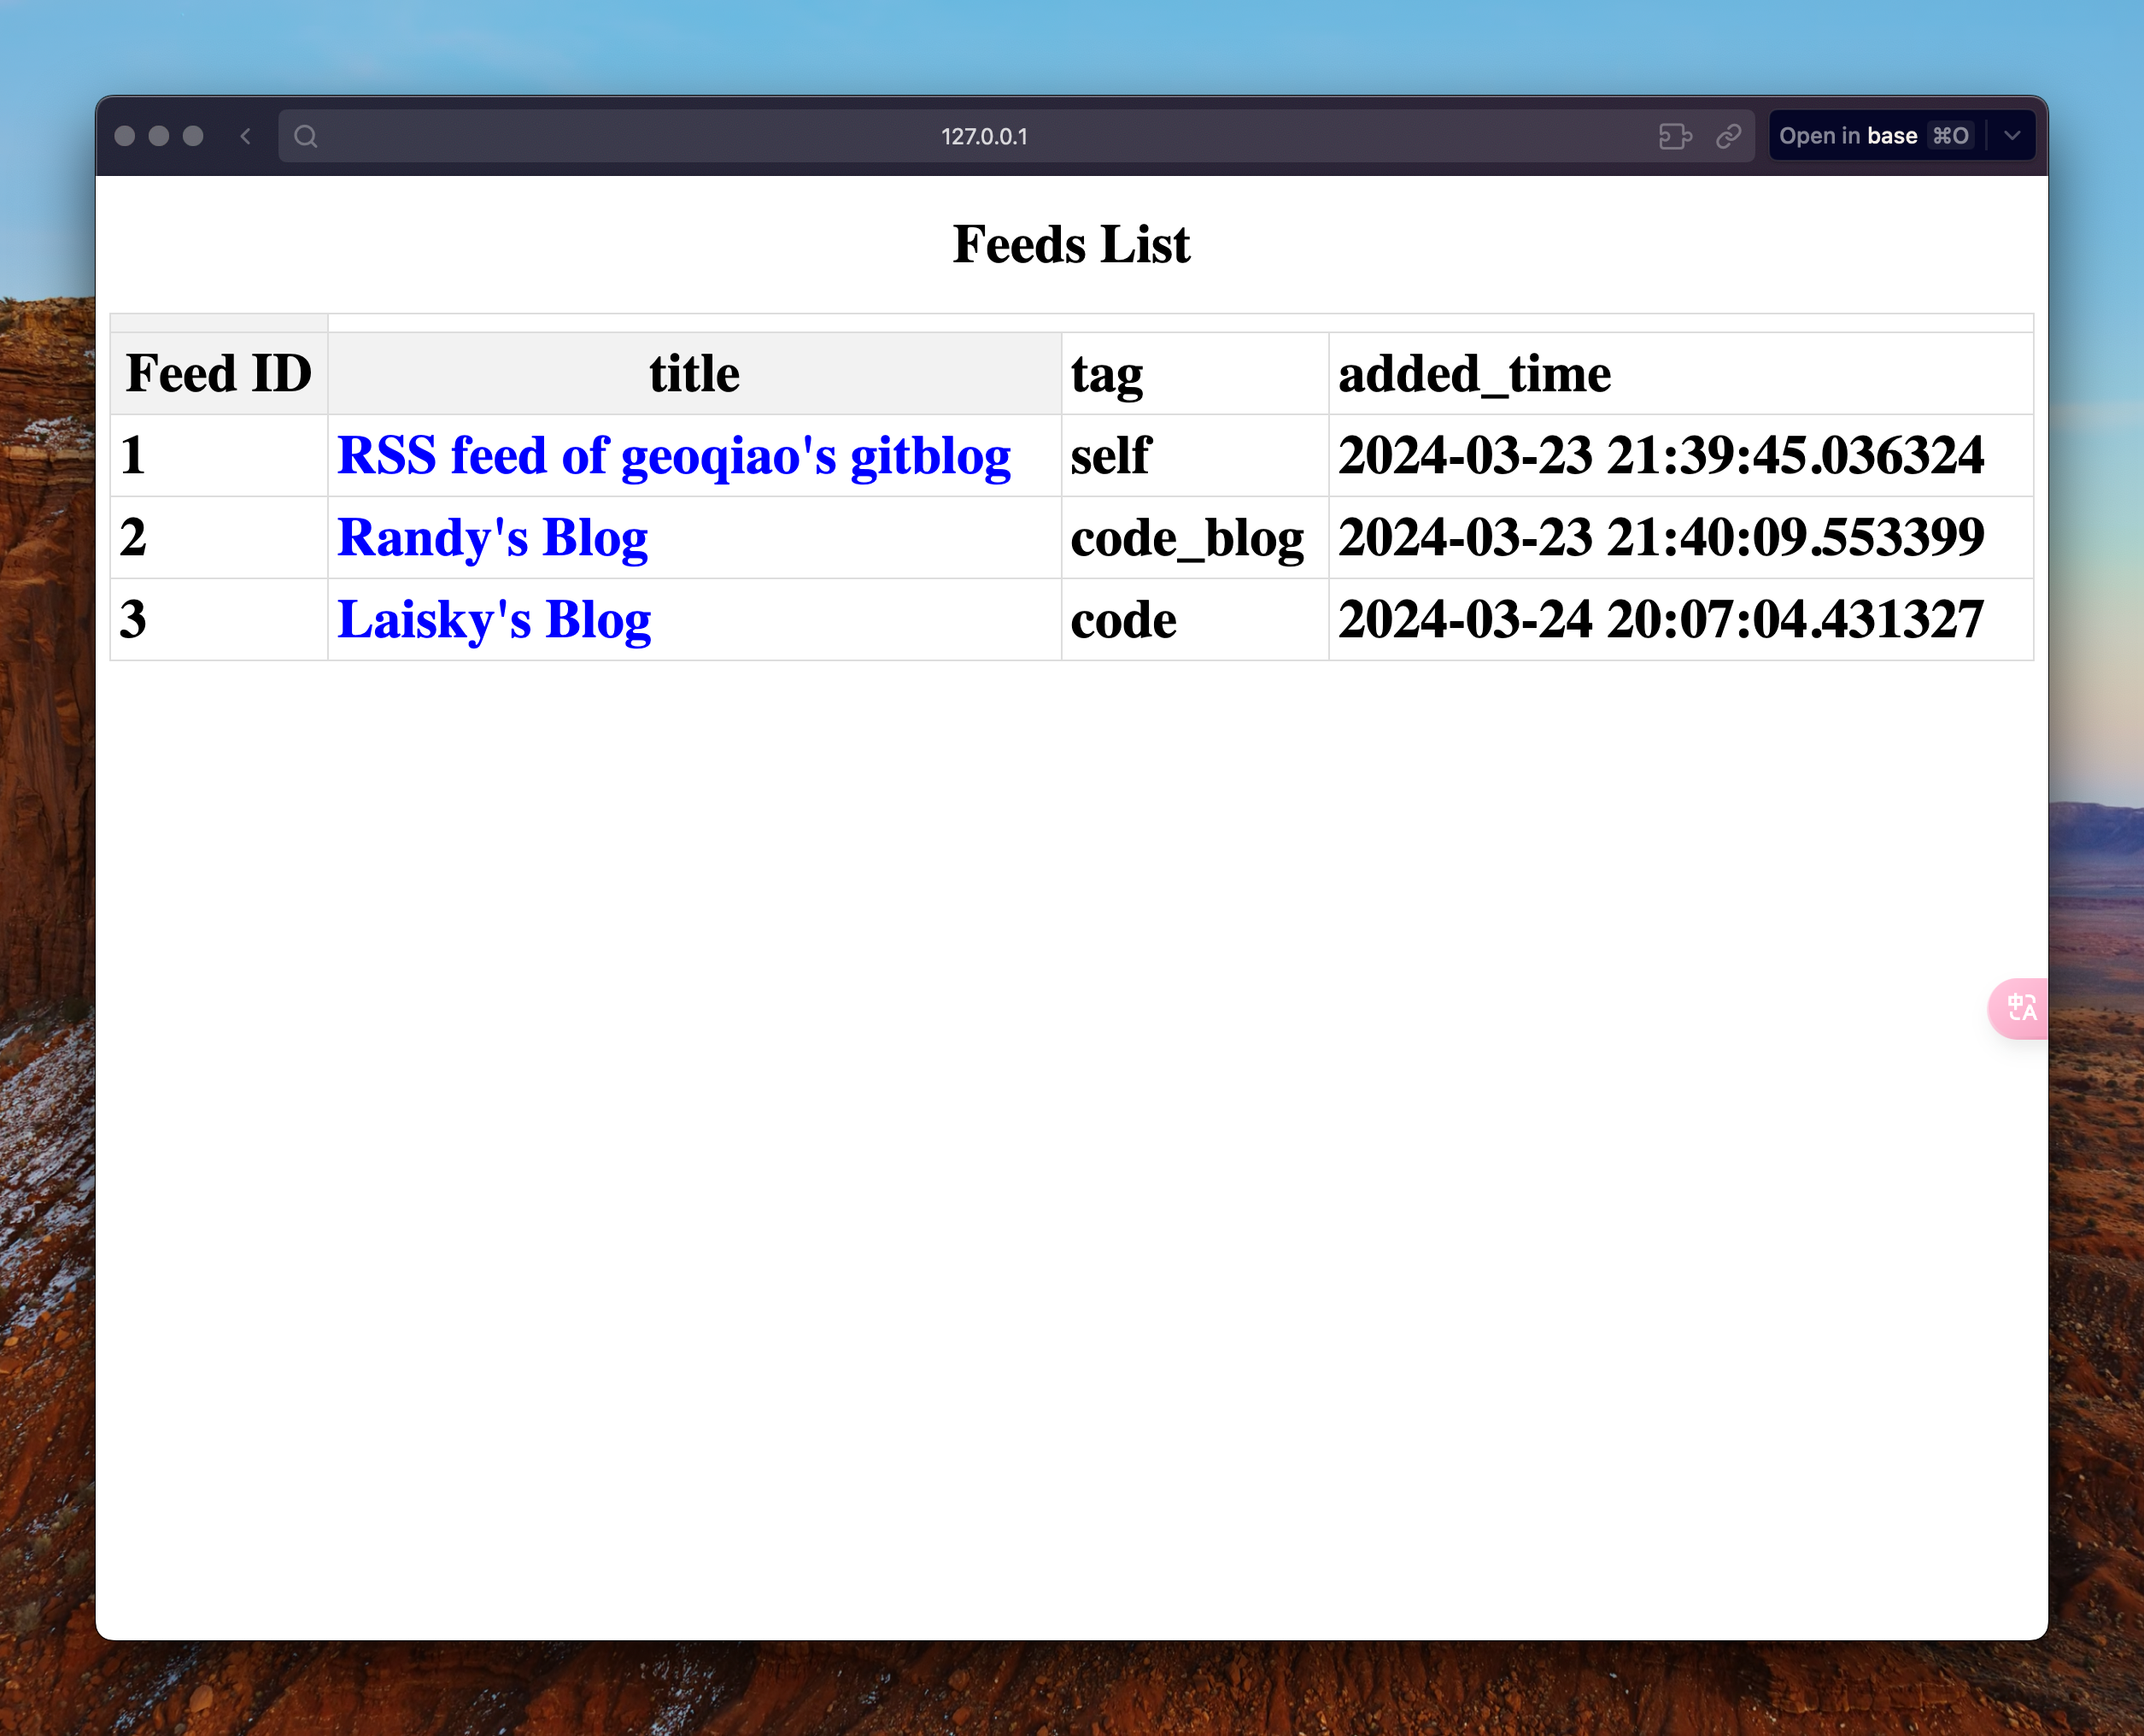 127.0.0.1
Open in base ⌘O
Feeds List
Feed ID title tag added_time
1 RSS feed of geoqiao's gitblog self 2024-03-23 21:39:45.036324
2 Randy's Blog code_blog 2024-03-23 21:40:09.553399
3 Laisky's Blog code 2024-03-24 20:07:04.431327
中A